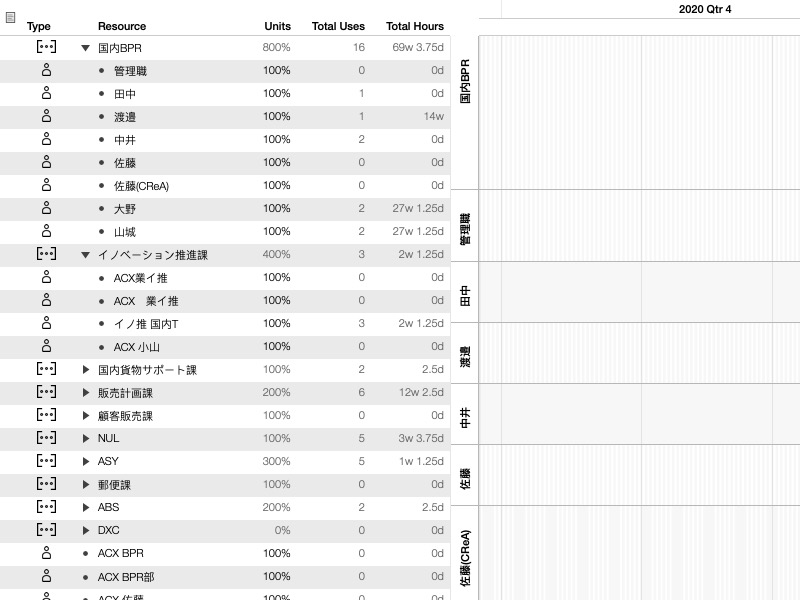 2020 Qtr 4
Type Resource Units Total Uses Total Hours
国内BPR 800% 16 69w 3.75d
管理職 100% 0 0d
田中 100% 1 0d
渡邉 100% 1 14w
中井 100% 2 0d
佐藤 100% 0 0d
佐藤(CReA) 100% 0 0d
大野 100% 2 27w 1.25d
山城 100% 2 27w 1.25d
イノベーション推進課 400% 3 2w 1.25d
ACX業イ推 100% 0 0d
ACX　業イ推 100% 0 0d
イノ推 国内T 100% 3 2w 1.25d
ACX 小山 100% 0 0d
国内貨物サポート課 100% 2 2.5d
販売計画課 200% 6 12w 2.5d
顧客販売課 100% 0 0d
NUL 100% 5 3w 3.75d
ASY 300% 5 1w 1.25d
郵便課 100% 0 0d
ABS 200% 2 2.5d
DXC 0% 0 0d
ACX BPR 100% 0 0d
ACX BPR部 100% 0 0d
ACX 佐藤 100% 0 0d
国内BPR
管理職
田中
渡邉
中井
佐藤
佐藤(CReA)